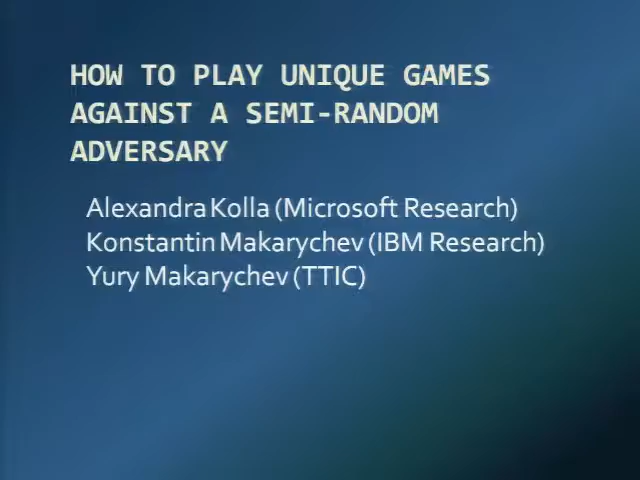 HOW TO PLAY UNIQUE GAMES
AGAINST A SEMI-RANDOM
ADVERSARY
Alexandra Kolla (Microsoft Research)
Konstantin Makarychev (IBM Research)
Yury Makarychev (TTIC)